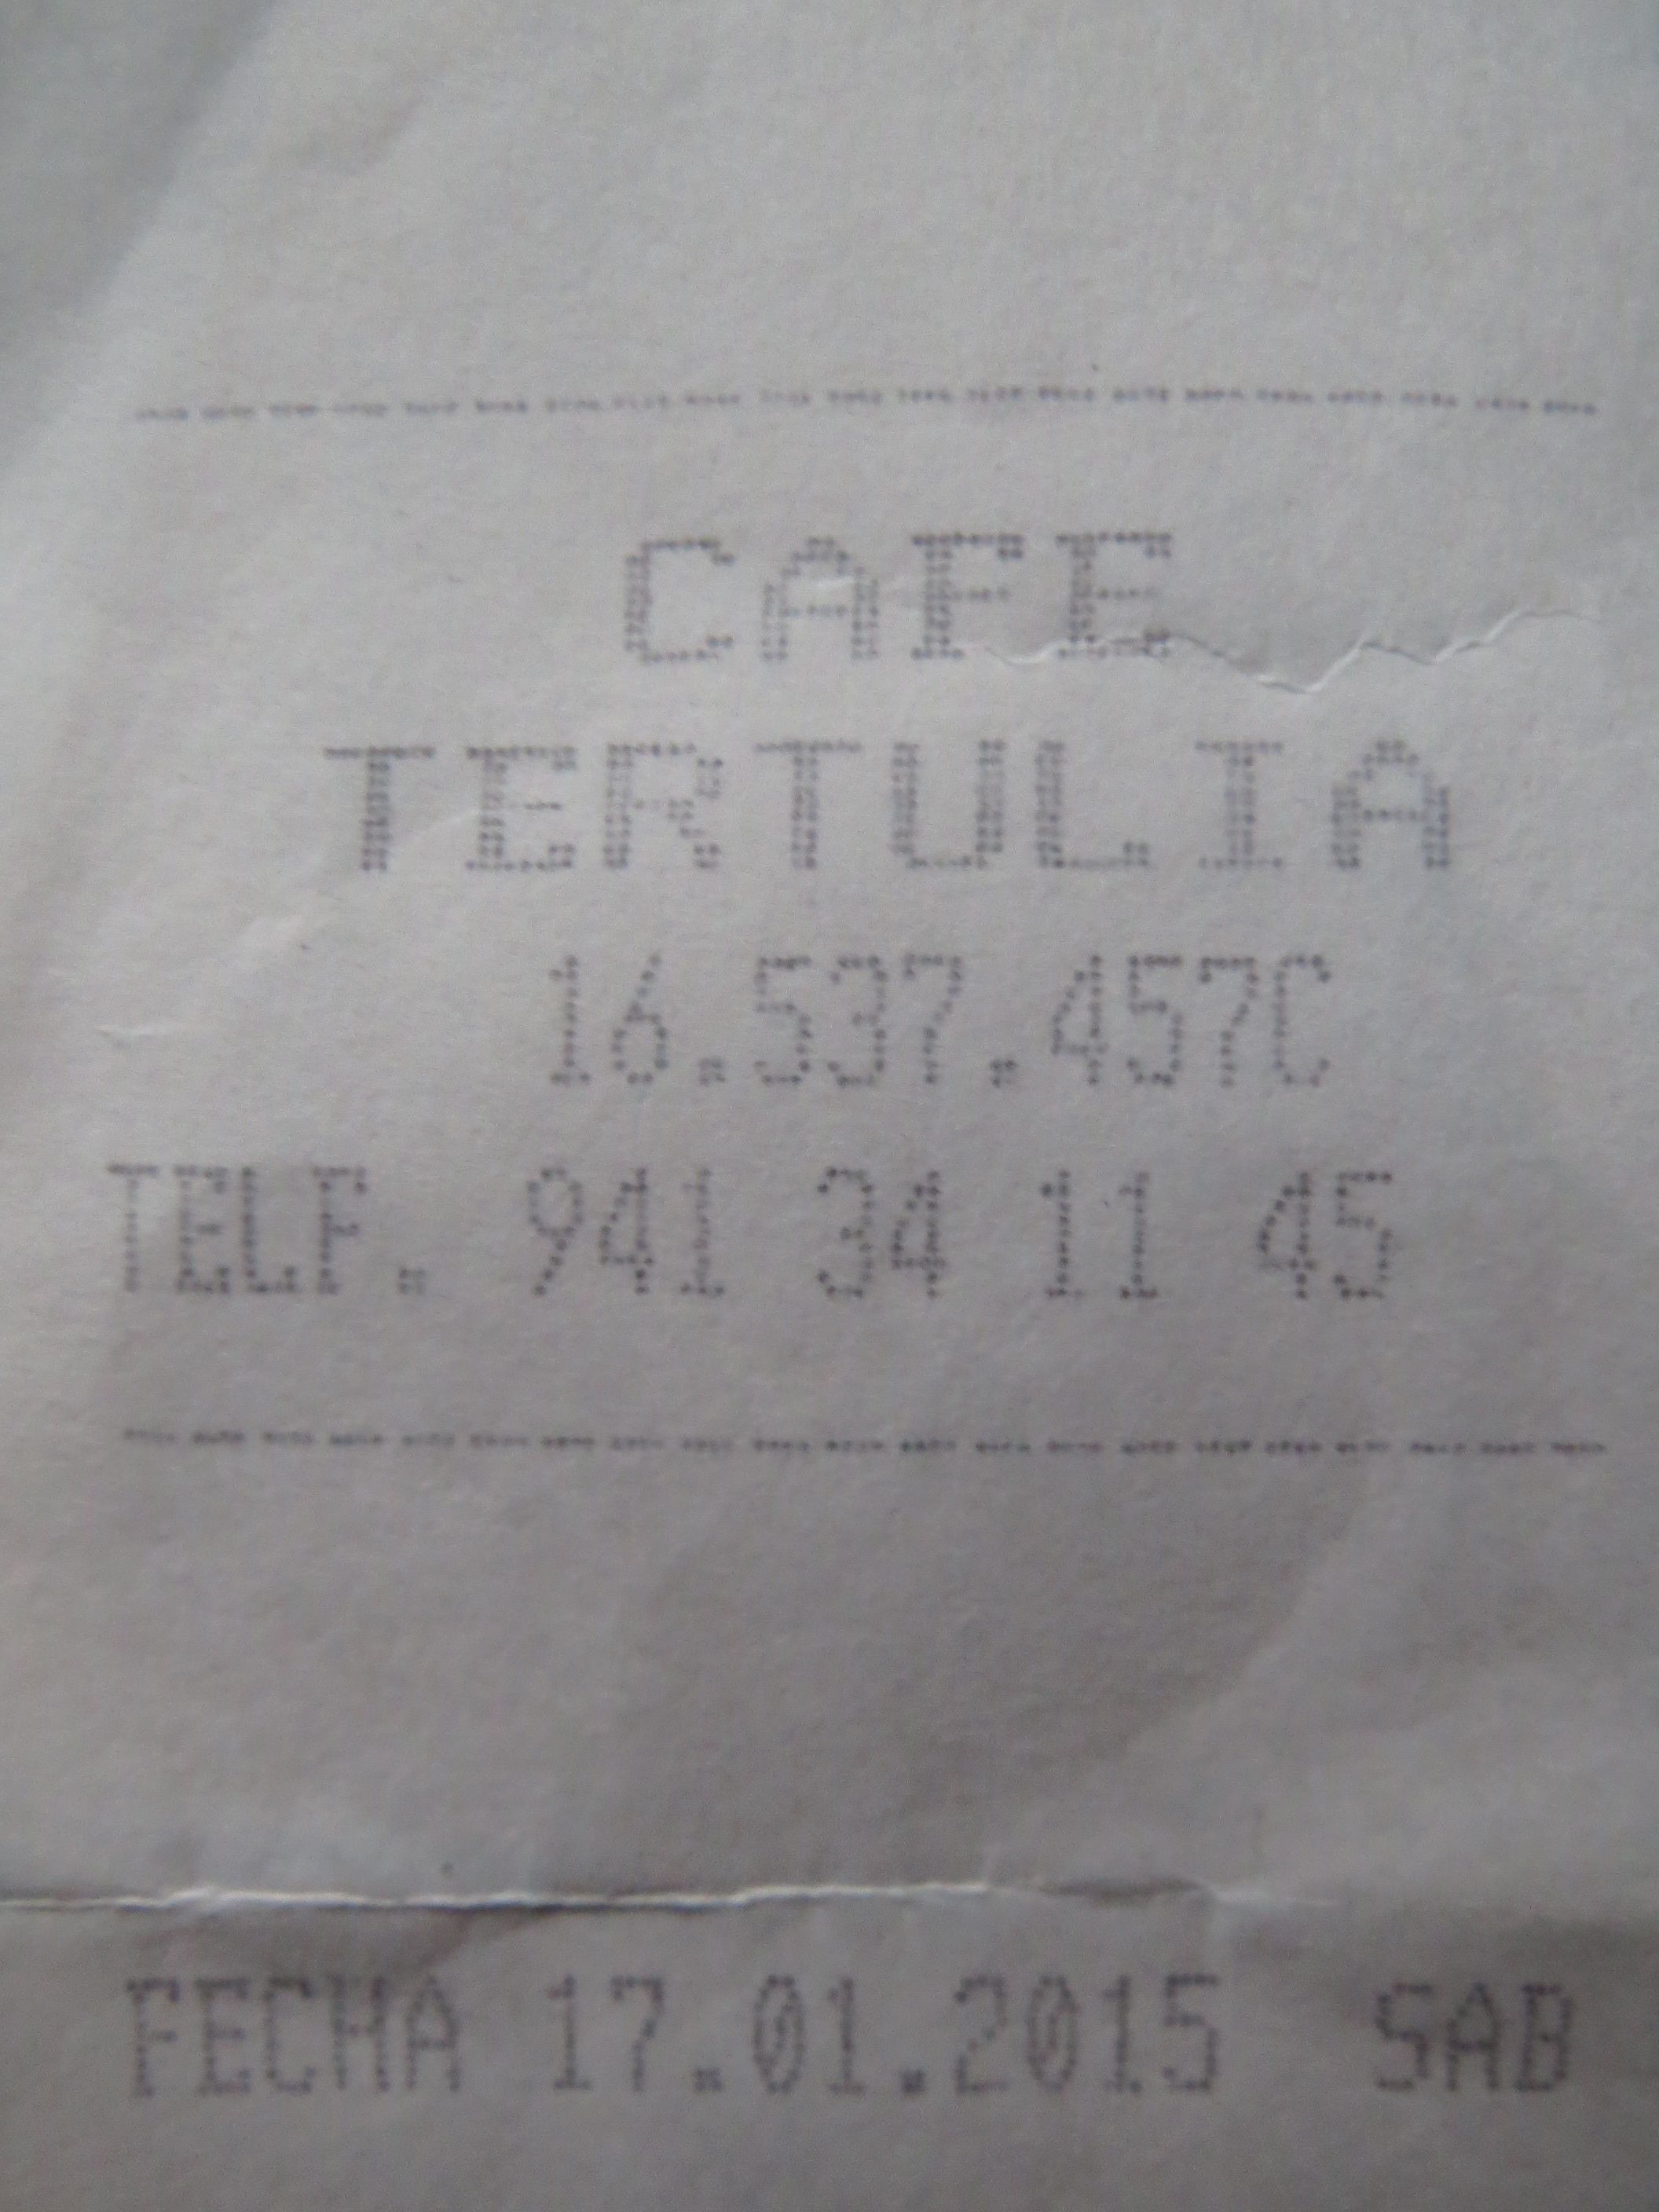 CAFE
TERTULIA
16.537.457C
TELF. 941 34 11 45
FECHA 17.01.2015 SAB